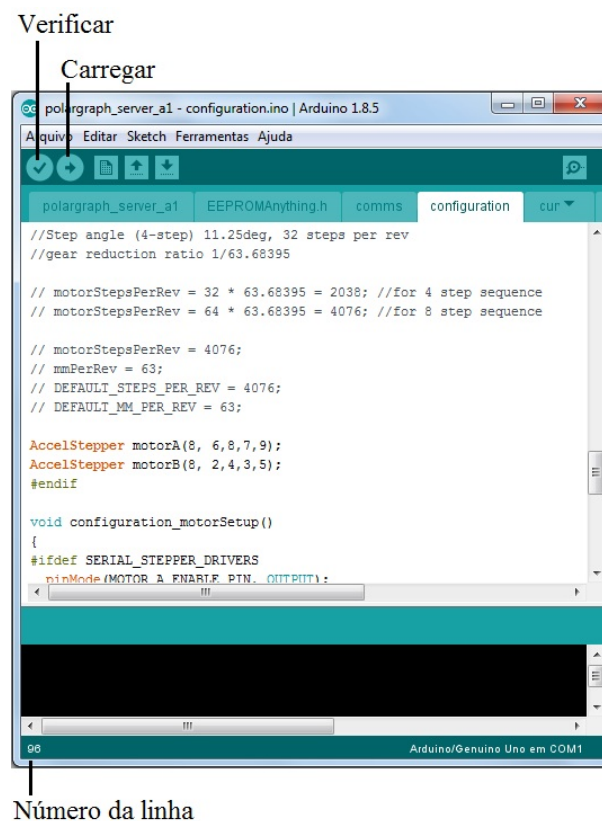 Verificar
Carregar
polargraph_server_a1 - configuration.ino | Arduino 1.8.5
Arquivo Editar Sketch Ferramentas Ajuda
polargraph_server_a1 EEPROMAnything.h comms configuration cur
//Step angle (4-step) 11.25deg, 32 steps per rev
//gear reduction ratio 1/63.68395
// motorStepsPerRev = 32 * 63.68395 = 2038; //for 4 step sequence
// motorStepsPerRev = 64 * 63.68395 = 4076; //for 8 step sequence
// motorStepsPerRev = 4076;
// mmPerRev = 63;
// DEFAULT_STEPS_PER_REV = 4076;
// DEFAULT_MM_PER_REV = 63;
AccelStepper motorA(8, 6,8,7,9);
AccelStepper motorB(8, 2,4,3,5);
#endif
void configuration_motorSetup()
{
#ifdef SERIAL_STEPPER_DRIVERS
pinMode(MOTOR_A_ENABLE_PIN, OUTPUT);
96 Arduino/Genuino Uno em COM1
Número da linha